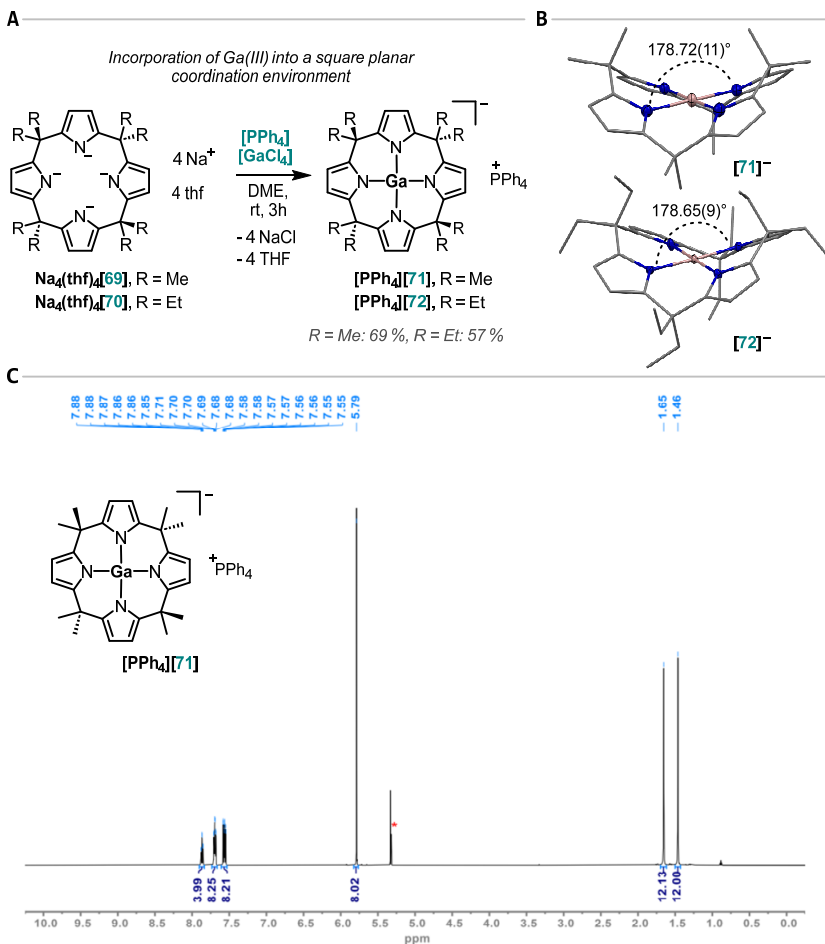 A
B
Incorporation of Ga(III) into a square planar
coordination environment
R R R R
N
N N
N
R R R R
4 Na+
4 thf
[PPh4]
[GaCl4]
DME,
rt, 3h
- 4 NaCl
- 4 THF
R R R R
N
N Ga N
N
R R R R
−
+
PPh4
Na4(thf)4[69], R = Me
Na4(thf)4[70], R = Et
[PPh4][71], R = Me
[PPh4][72], R = Et
R = Me: 69 %, R = Et: 57 %
178.72(11)°
[71]−
178.65(9)°
[72]−
C
7.88
7.88
7.87
7.86
7.86
7.85
7.71
7.70
7.70
7.69
7.68
7.68
7.58
7.58
7.57
7.57
7.56
7.56
7.55
7.55
5.79
1.65
1.46
N
N Ga N
N
−
+
PPh4
[PPh4][71]
*
3.99
8.25
8.21
8.02
12.13
12.00
10.0 9.5 9.0 8.5 8.0 7.5 7.0 6.5 6.0 5.5 5.0 4.5 4.0 3.5 3.0 2.5 2.0 1.5 1.0 0.5 0.0
ppm